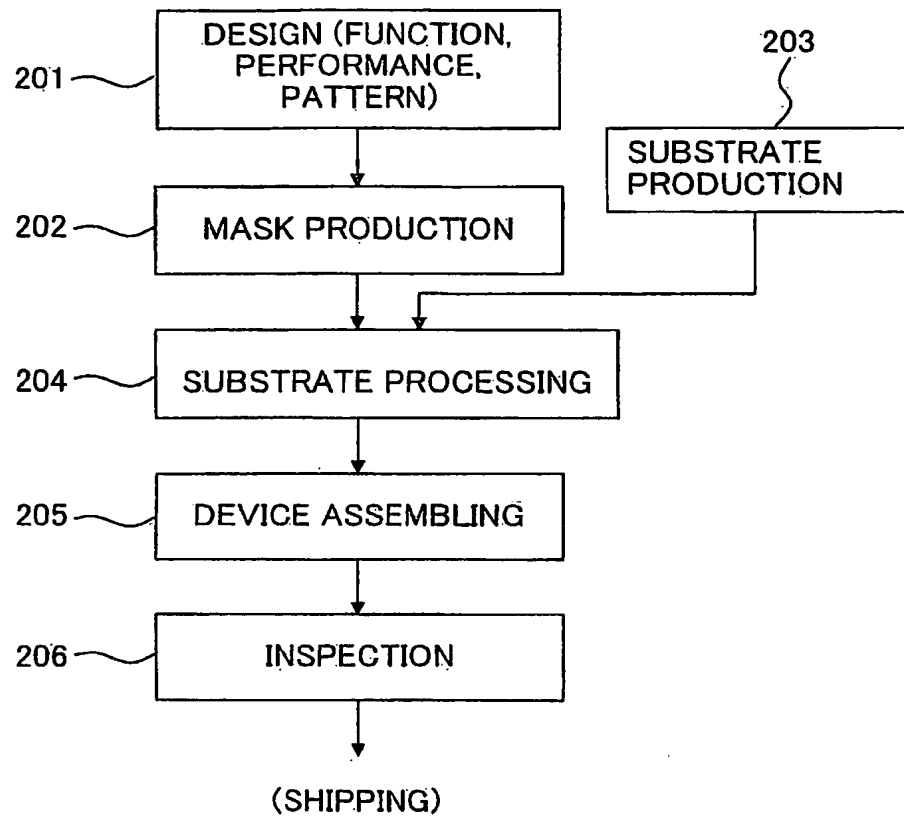 201
DESIGN (FUNCTION,
PERFORMANCE,
PATTERN)
203
SUBSTRATE
PRODUCTION
202
MASK PRODUCTION
204
SUBSTRATE PROCESSING
205
DEVICE ASSEMBLING
206
INSPECTION
(SHIPPING)